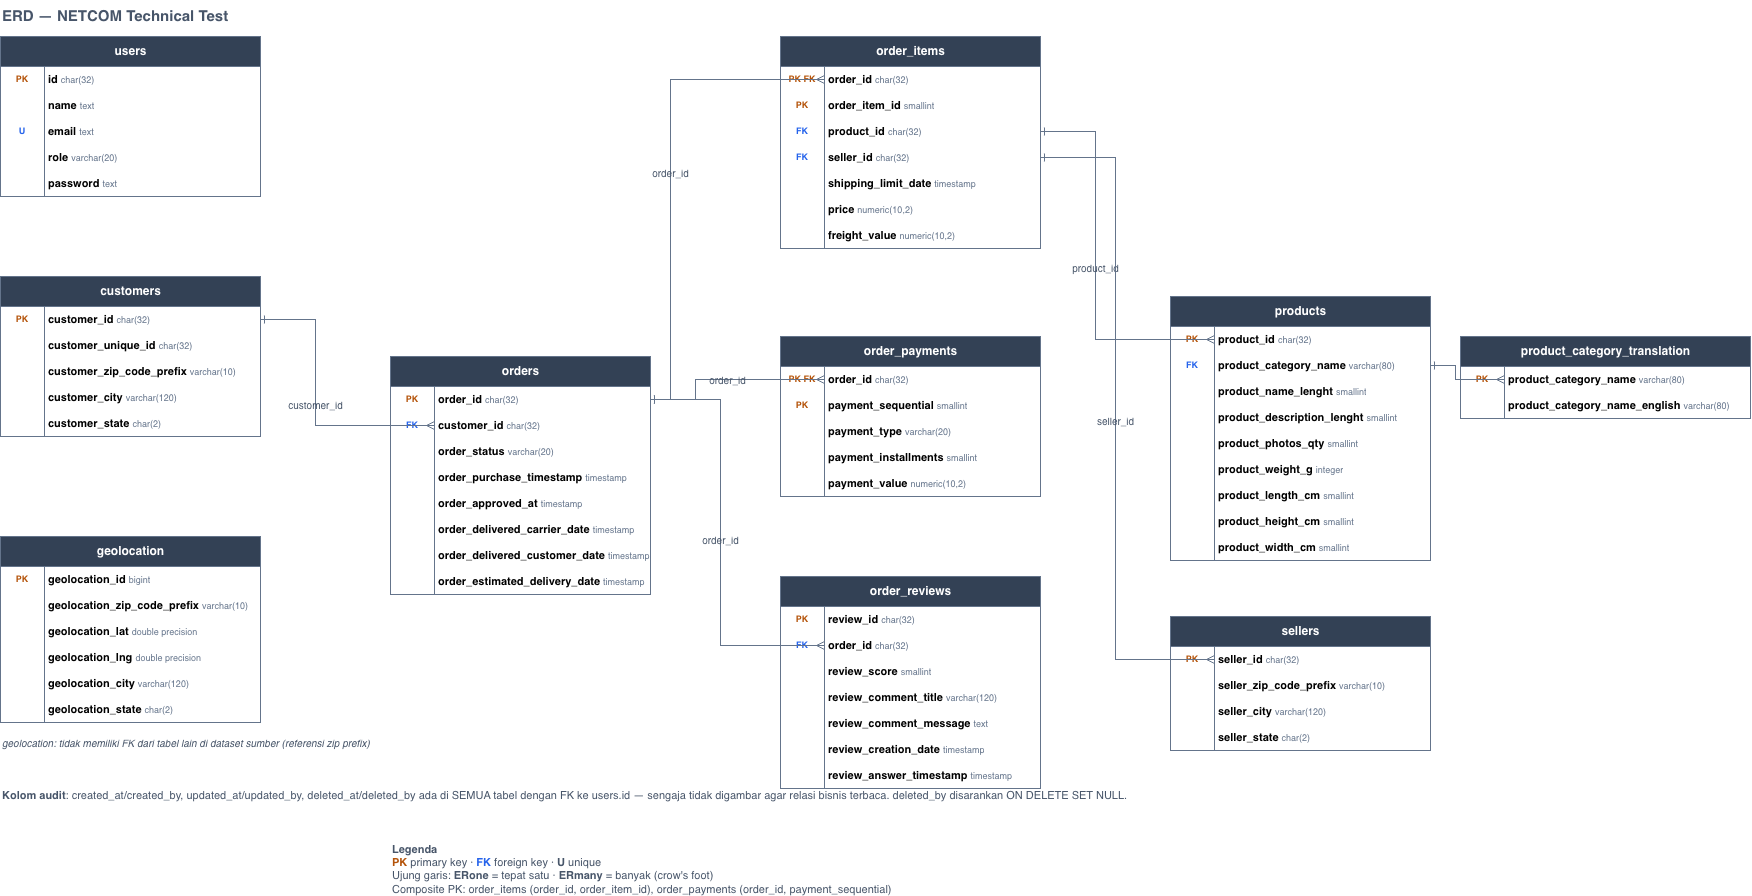 ERD — NETCOM Technical Test
users
PK id char(32)
name text
U email text
role varchar(20)
password text
customers
PK customer_id char(32)
customer_unique_id char(32)
customer_zip_code_prefix varchar(10)
customer_city varchar(120)
customer_state char(2)
geolocation
PK geolocation_id bigint
geolocation_zip_code_prefix varchar(10)
geolocation_lat double precision
geolocation_lng double precision
geolocation_city varchar(120)
geolocation_state char(2)
geolocation: tidak memiliki FK dari tabel lain di dataset sumber (referensi zip prefix)
customer_id
orders
PK order_id char(32)
FK customer_id char(32)
order_status varchar(20)
order_purchase_timestamp timestamp
order_approved_at timestamp
order_delivered_carrier_date timestamp
order_delivered_customer_date timestamp
order_estimated_delivery_date timestamp
order_id
order_id
order_id
order_items
PK FK order_id char(32)
PK order_item_id smallint
FK product_id char(32)
FK seller_id char(32)
shipping_limit_date timestamp
price numeric(10,2)
freight_value numeric(10,2)
order_payments
PK FK order_id char(32)
PK payment_sequential smallint
payment_type varchar(20)
payment_installments smallint
payment_value numeric(10,2)
order_reviews
PK review_id char(32)
FK order_id char(32)
review_score smallint
review_comment_title varchar(120)
review_comment_message text
review_creation_date timestamp
review_answer_timestamp timestamp
product_id
seller_id
products
PK product_id char(32)
FK product_category_name varchar(80)
product_name_lenght smallint
product_description_lenght smallint
product_photos_qty smallint
product_weight_g integer
product_length_cm smallint
product_height_cm smallint
product_width_cm smallint
sellers
PK seller_id char(32)
seller_zip_code_prefix varchar(10)
seller_city varchar(120)
seller_state char(2)
product_category_translation
PK product_category_name varchar(80)
product_category_name_english varchar(80)
Kolom audit: created_at/created_by, updated_at/updated_by, deleted_at/deleted_by ada di SEMUA tabel dengan FK ke users.id — sengaja tidak digambar agar relasi bisnis terbaca. deleted_by disarankan ON DELETE SET NULL.
Legenda
PK primary key · FK foreign key · U unique
Ujung garis: ERone = tepat satu · ERmany = banyak (crow's foot)
Composite PK: order_items (order_id, order_item_id), order_payments (order_id, payment_sequential)